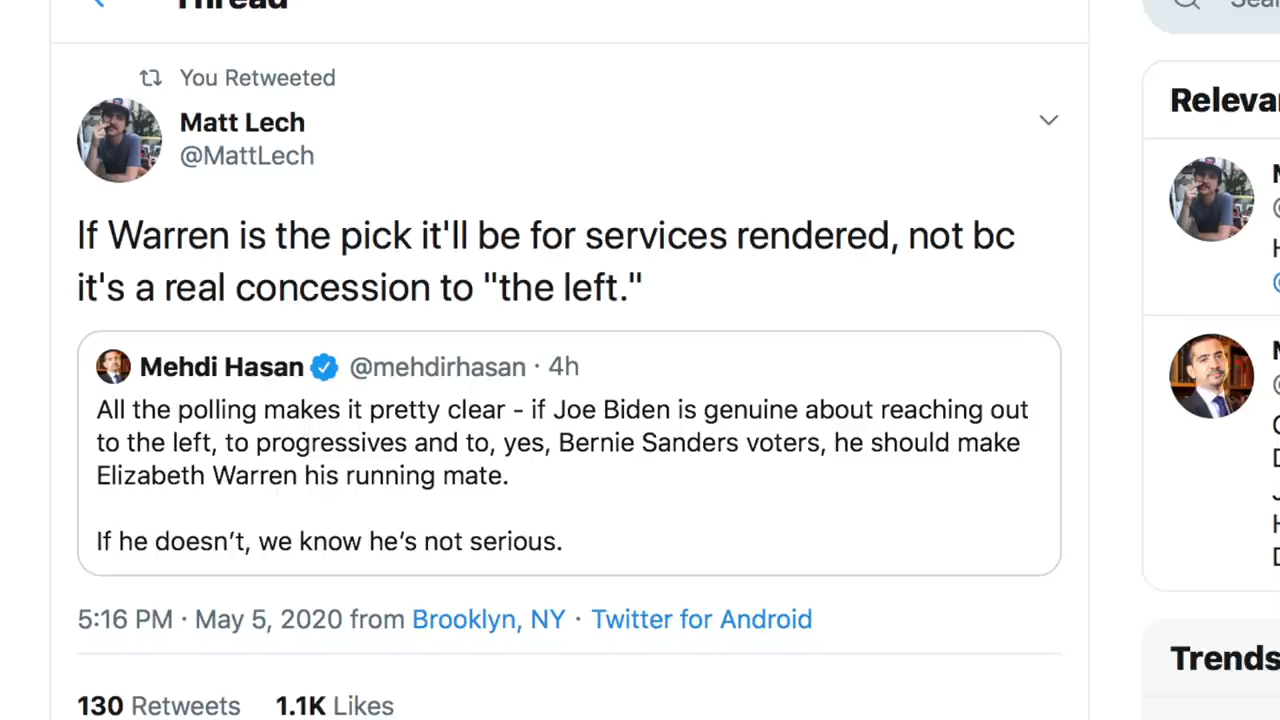 Thread
Sear
You Retweeted
Matt Lech
@MattLech
If Warren is the pick it'll be for services rendered, not bc
it's a real concession to "the left."
Mehdi Hasan @mehdirhasan · 4h
All the polling makes it pretty clear - if Joe Biden is genuine about reaching out
to the left, to progressives and to, yes, Bernie Sanders voters, he should make
Elizabeth Warren his running mate.
If he doesn’t, we know he’s not serious.
5:16 PM · May 5, 2020 from Brooklyn, NY · Twitter for Android
130 Retweets 1.1K Likes
Releva
Trends